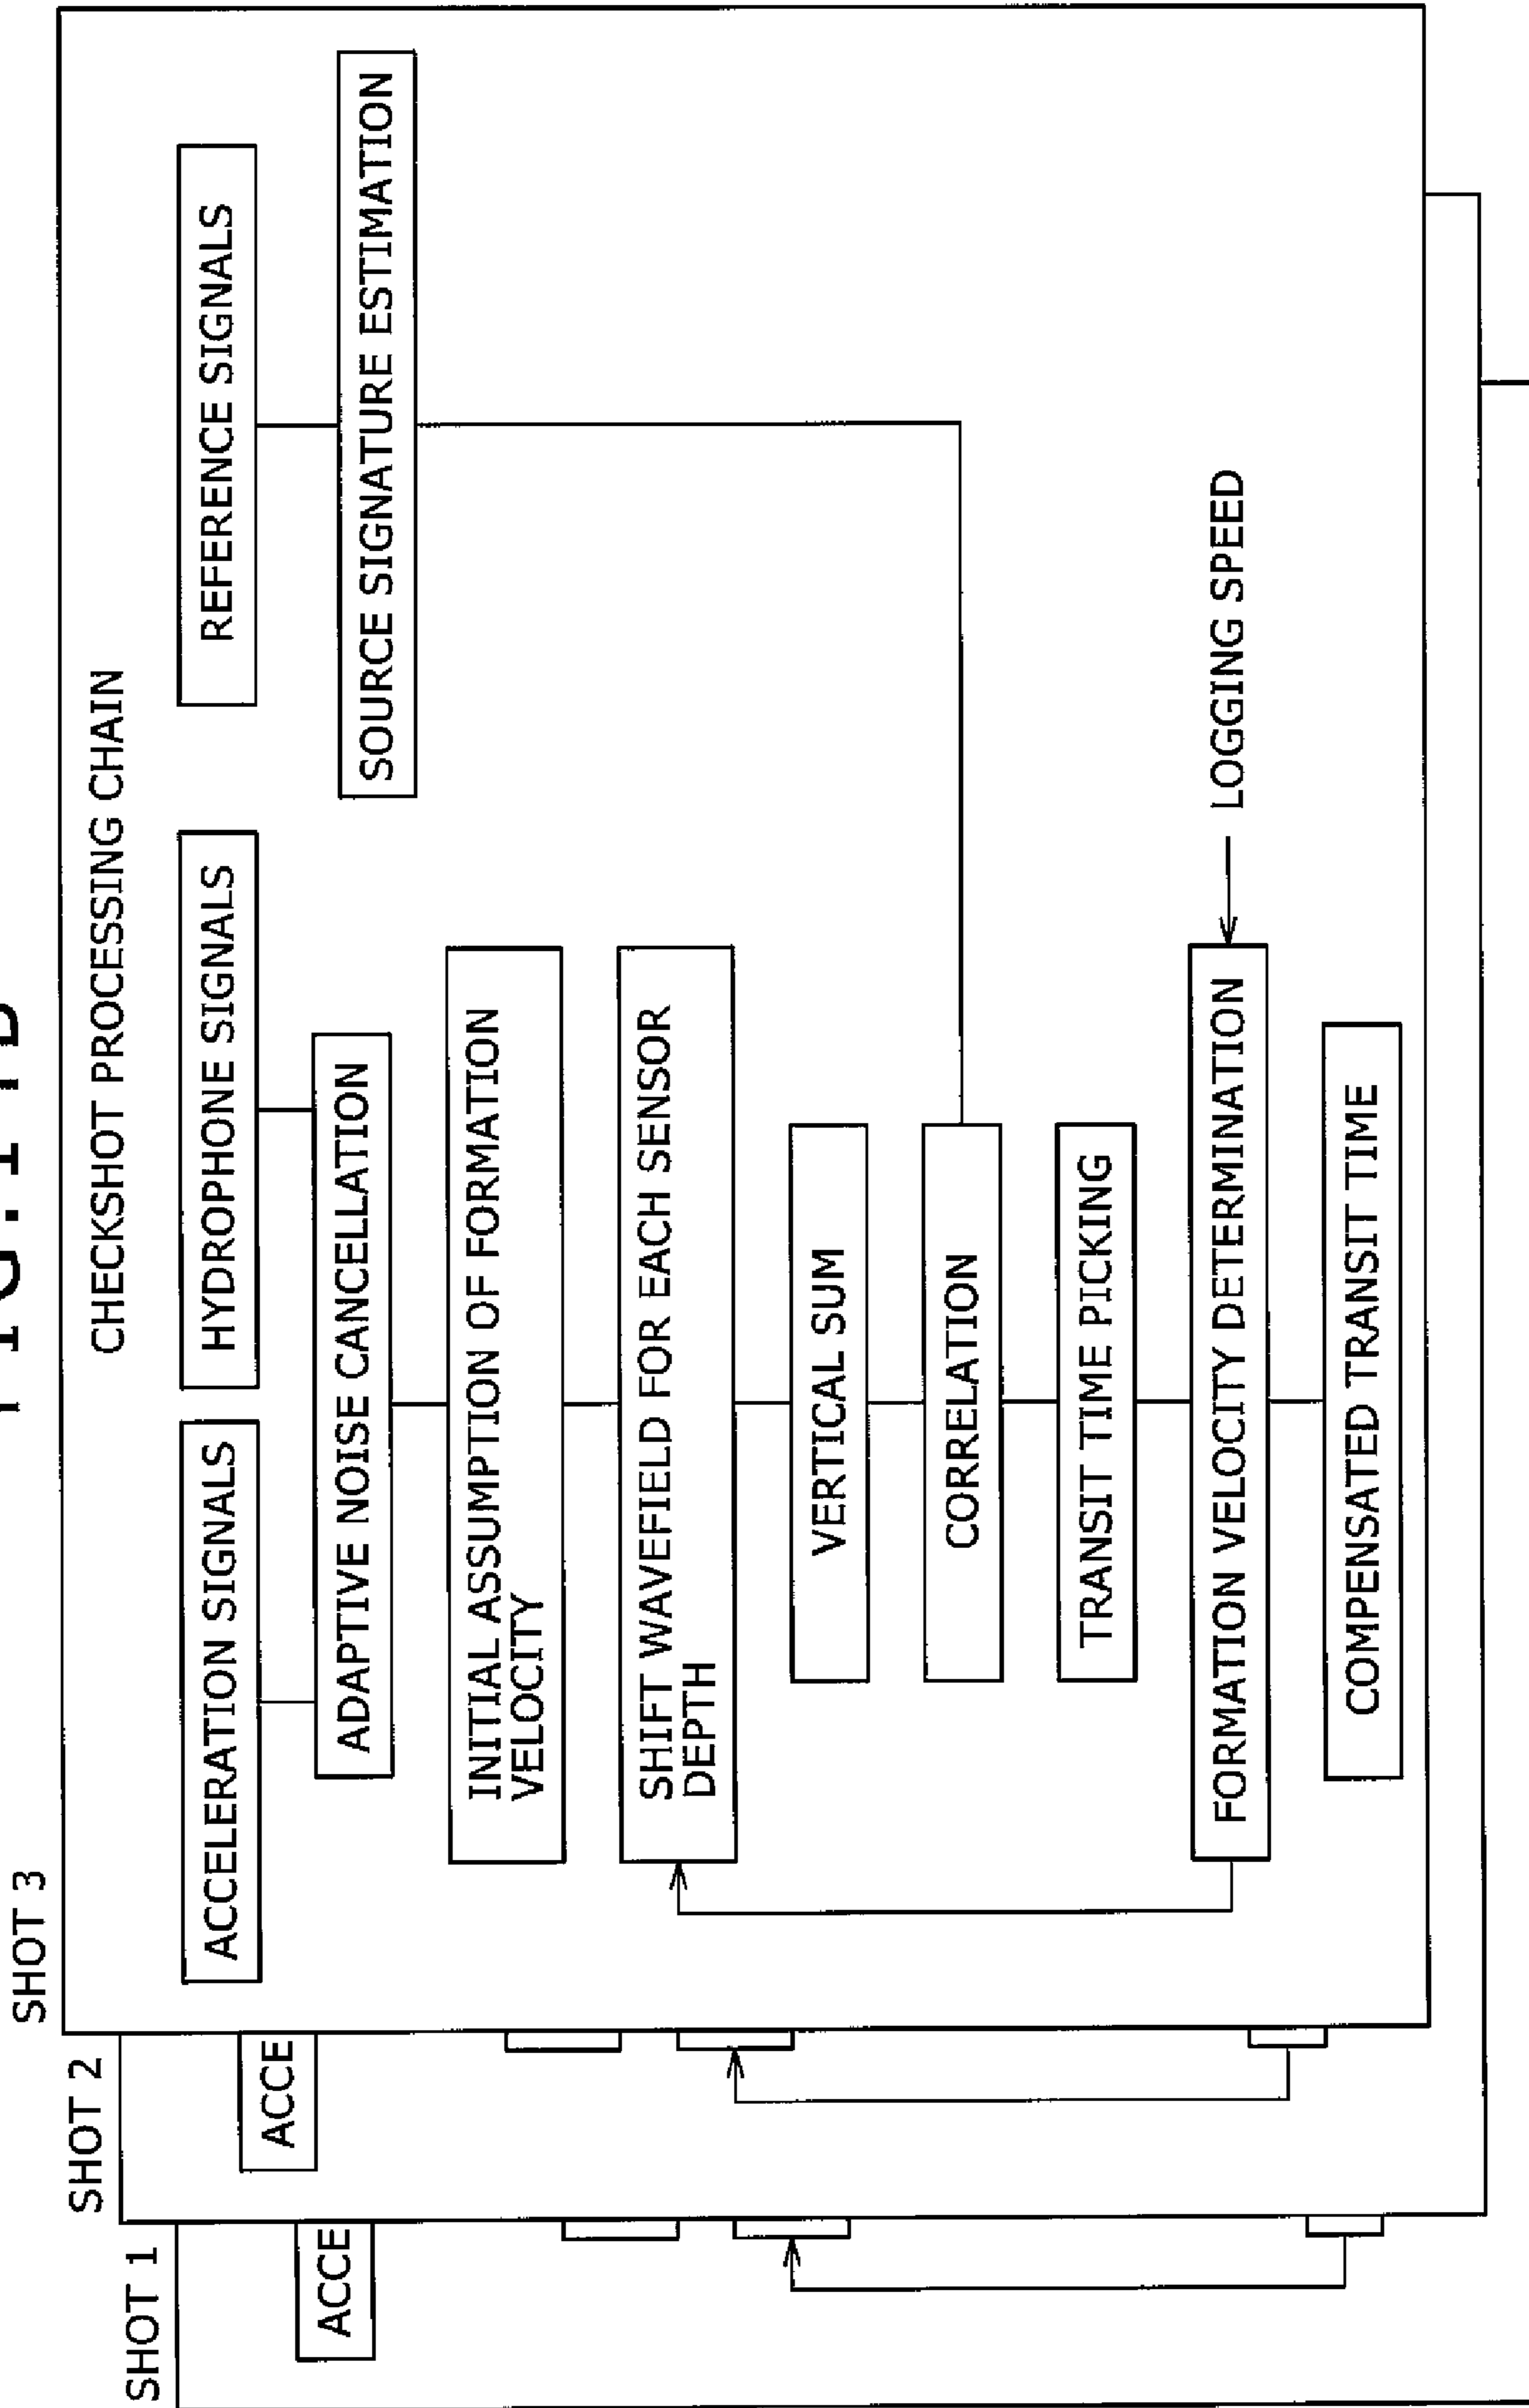 SHOT 3
SHOT 2
SHOT 1
CHECKSHOT PROCESSING CHAIN
ACCELERATION SIGNALS
HYDROPHONE SIGNALS
REFERENCE SIGNALS
ACCE
ACCE
ADAPTIVE NOISE CANCELLATION
SOURCE SIGNATURE ESTIMATION
INITIAL ASSUMPTION OF FORMATION
VELOCITY
SHIFT WAVEFIELD FOR EACH SENSOR
DEPTH
VERTICAL SUM
CORRELATION
TRANSIT TIME PICKING
FORMATION VELOCITY DETERMINATION
LOGGING SPEED
COMPENSATED TRANSIT TIME